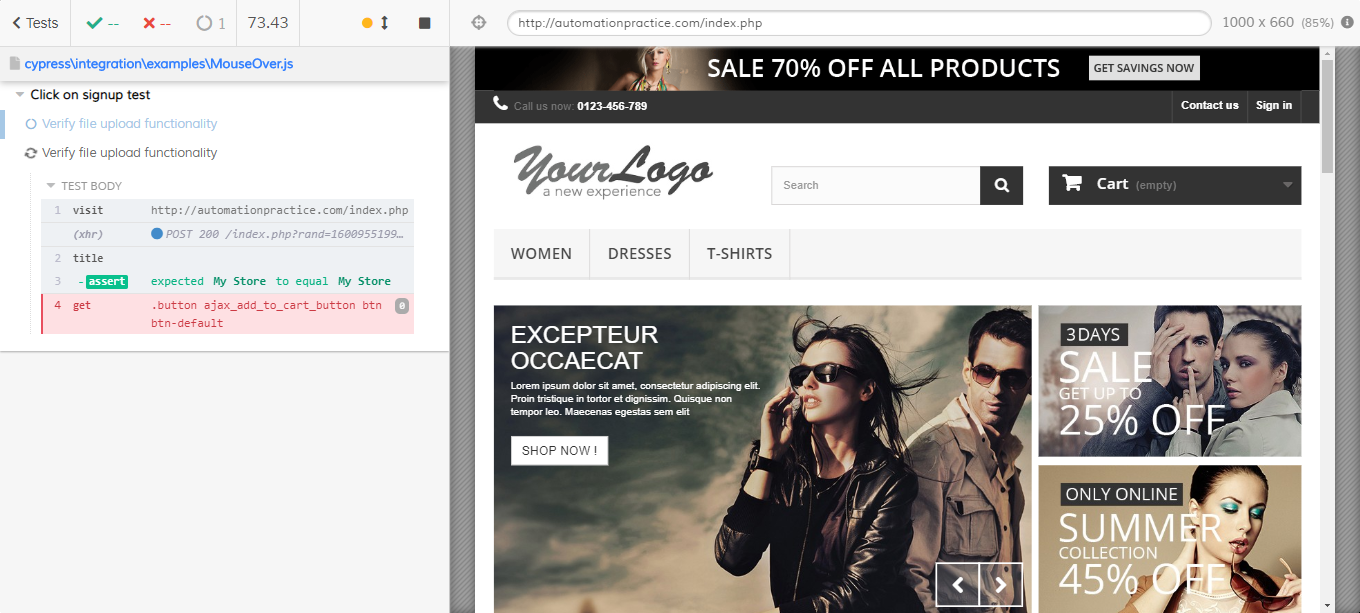 Tests
--
--
1
73.43
http://automationpractice.com/index.php
1000 x 660 (85%)
cypress\integration\examples\MouseOver.js
Click on signup test
Verify file upload functionality
Verify file upload functionality
TEST BODY
1 visit http://automationpractice.com/index.php
(xhr) POST 200 /index.php?rand=1600955199…
2 title
3 -assert expected My Store to equal My Store
4 get .button ajax_add_to_cart_button btn
btn-default
SALE 70% OFF ALL PRODUCTS GET SAVINGS NOW
Call us now: 0123-456-789 Contact us Sign in
YourLogo
a new experience
Search
Cart (empty)
WOMEN DRESSES T-SHIRTS
EXCEPTEUR
OCCAECAT
Lorem ipsum dolor sit amet, consectetur adipiscing elit.
Proin tristique in tortor et dignissim. Quisque non
tempor leo. Maecenas egestas sem elit
SHOP NOW !
3 DAYS
SALE
GET UP TO
25% OFF
ONLY ONLINE
SUMMER
COLLECTION
45% OFF